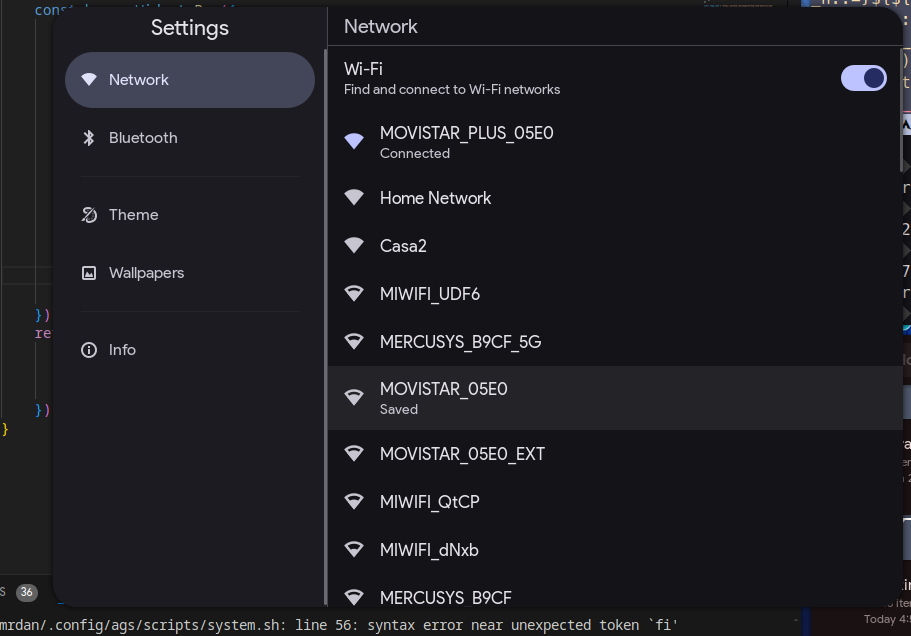 Settings
Network
Bluetooth
Theme
Wallpapers
Info
Network
Wi-Fi
Find and connect to Wi-Fi networks
MOVISTAR_PLUS_05E0
Connected
Home Network
Casa2
MIWIFI_UDF6
MERCUSYS_B9CF_5G
MOVISTAR_05E0
Saved
MOVISTAR_05E0_EXT
MIWIFI_QtCP
MIWIFI_dNxb
MERCUSYS_B9CF
})
re
})
}
36
mrdan/.config/ags/scripts/system.sh: line 56: syntax error near unexpected token `fi'
Today 4: